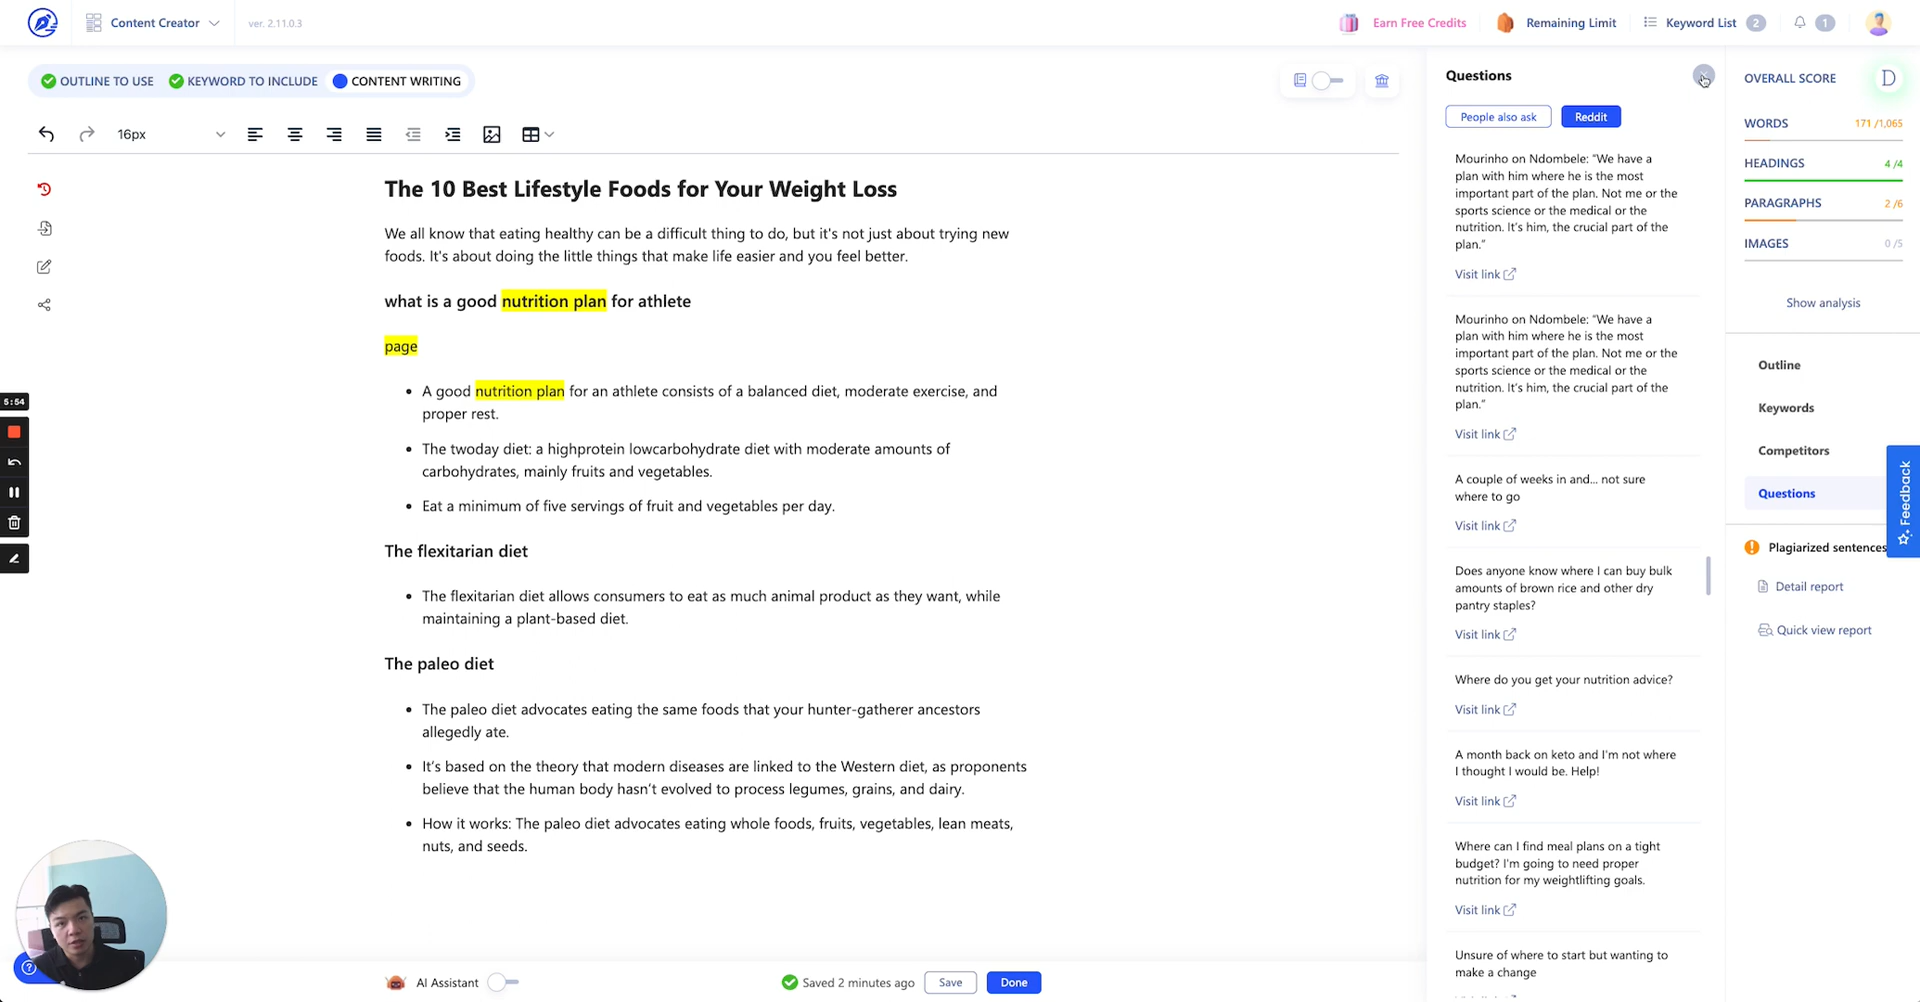 Content Creator
ver. 2.11.0.3
Earn Free Credits
Remaining Limit
Keyword List 2
1
OUTLINE TO USE
KEYWORD TO INCLUDE
CONTENT WRITING
16px
The 10 Best Lifestyle Foods for Your Weight Loss
We all know that eating healthy can be a difficult thing to do, but it's not just about trying new
foods. It's about doing the little things that make life easier and you feel better.
what is a good nutrition plan for athlete
page
A good nutrition plan for an athlete consists of a balanced diet, moderate exercise, and
proper rest.
The twoday diet: a highprotein lowcarbohydrate diet with moderate amounts of
carbohydrates, mainly fruits and vegetables.
Eat a minimum of five servings of fruit and vegetables per day.
The flexitarian diet
The flexitarian diet allows consumers to eat as much animal product as they want, while
maintaining a plant-based diet.
The paleo diet
The paleo diet advocates eating the same foods that your hunter-gatherer ancestors
allegedly ate.
It’s based on the theory that modern diseases are linked to the Western diet, as proponents
believe that the human body hasn’t evolved to process legumes, grains, and dairy.
How it works: The paleo diet advocates eating whole foods, fruits, vegetables, lean meats,
nuts, and seeds.
5:54
AI Assistant
Saved 2 minutes ago
Save
Done
Questions
People also ask
Reddit
Mourinho on Ndombele: “We have a
plan with him where he is the most
important part of the plan. Not me or the
sports science or the medical or the
nutrition. It’s him, the crucial part of the
plan.”
Visit link
Mourinho on Ndombele: “We have a
plan with him where he is the most
important part of the plan. Not me or the
sports science or the medical or the
nutrition. It’s him, the crucial part of the
plan.”
Visit link
A couple of weeks in and... not sure
where to go
Visit link
Does anyone know where I can buy bulk
amounts of brown rice and other dry
pantry staples?
Visit link
Where do you get your nutrition advice?
Visit link
A month back on keto and I'm not where
I thought I would be. Help!
Visit link
Where can I find meal plans on a tight
budget? I’m going to need proper
nutrition for my weightlifting goals.
Visit link
Unsure of where to start but wanting to
make a change
OVERALL SCORE
D
WORDS 171 /1,065
HEADINGS 4 /4
PARAGRAPHS 2 /6
IMAGES 0 /5
Show analysis
Outline
Keywords
Competitors
Questions
Plagiarized sentences
Detail report
Quick view report
Feedback